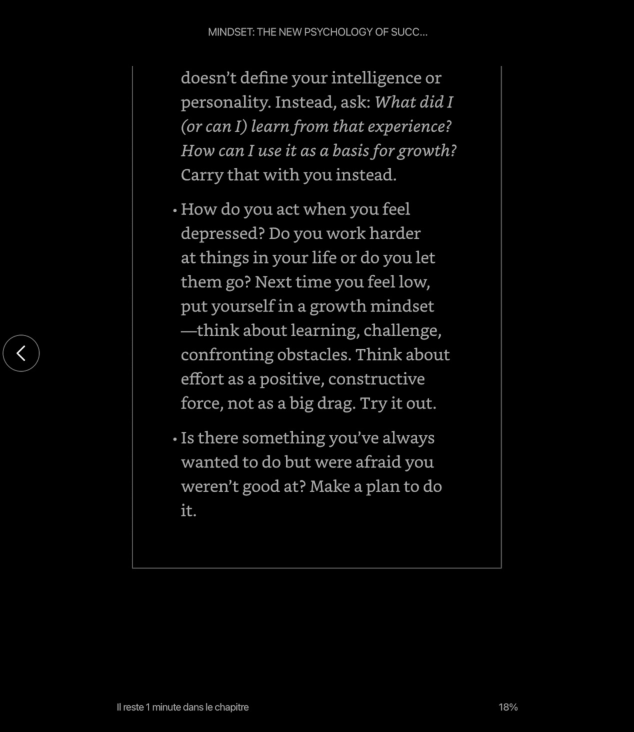 MINDSET: THE NEW PSYCHOLOGY OF SUCC...
doesn’t define your intelligence or
personality. Instead, ask: What did I
(or can I) learn from that experience?
How can I use it as a basis for growth?
Carry that with you instead.
• How do you act when you feel
depressed? Do you work harder
at things in your life or do you let
them go? Next time you feel low,
put yourself in a growth mindset
—think about learning, challenge,
confronting obstacles. Think about
effort as a positive, constructive
force, not as a big drag. Try it out.
• Is there something you’ve always
wanted to do but were afraid you
weren’t good at? Make a plan to do
it.
Il reste 1 minute dans le chapitre
18%